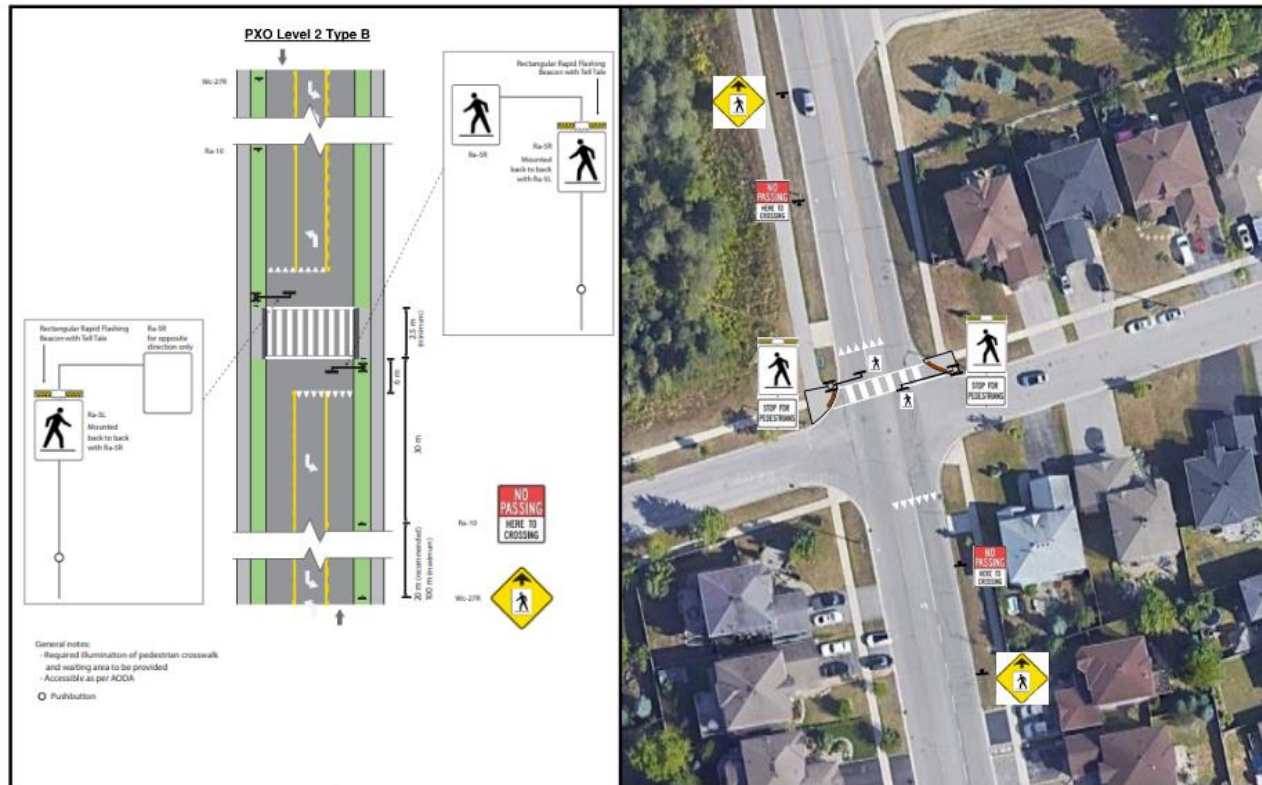 PXO Level 2 Type B
Wc-27R
Ra-10
Rectangular Rapid Flashing
Beacon with Tell Tale
Ra-5R
Ra-5R
Mounted
back to back
with Ra-5L
Rectangular Rapid Flashing
Beacon with Tell Tale
Ra-5R
for opposite
direction only
Ra-5L
Mounted
back to back
with Ra-5R
2.5 m
(minimum)
6 m
30 m
20 m (recommended)
100 m (maximum)
Ra-10
NO
PASSING
HERE TO
CROSSING
Wc-27R
General notes:
- Required illumination of pedestrian crosswalk
and waiting area to be provided
- Accessible as per AODA
Pushbutton
NO
PASSING
HERE TO
CROSSING
STOP FOR
PEDESTRIANS
STOP FOR
PEDESTRIANS
NO
PASSING
HERE TO
CROSSING